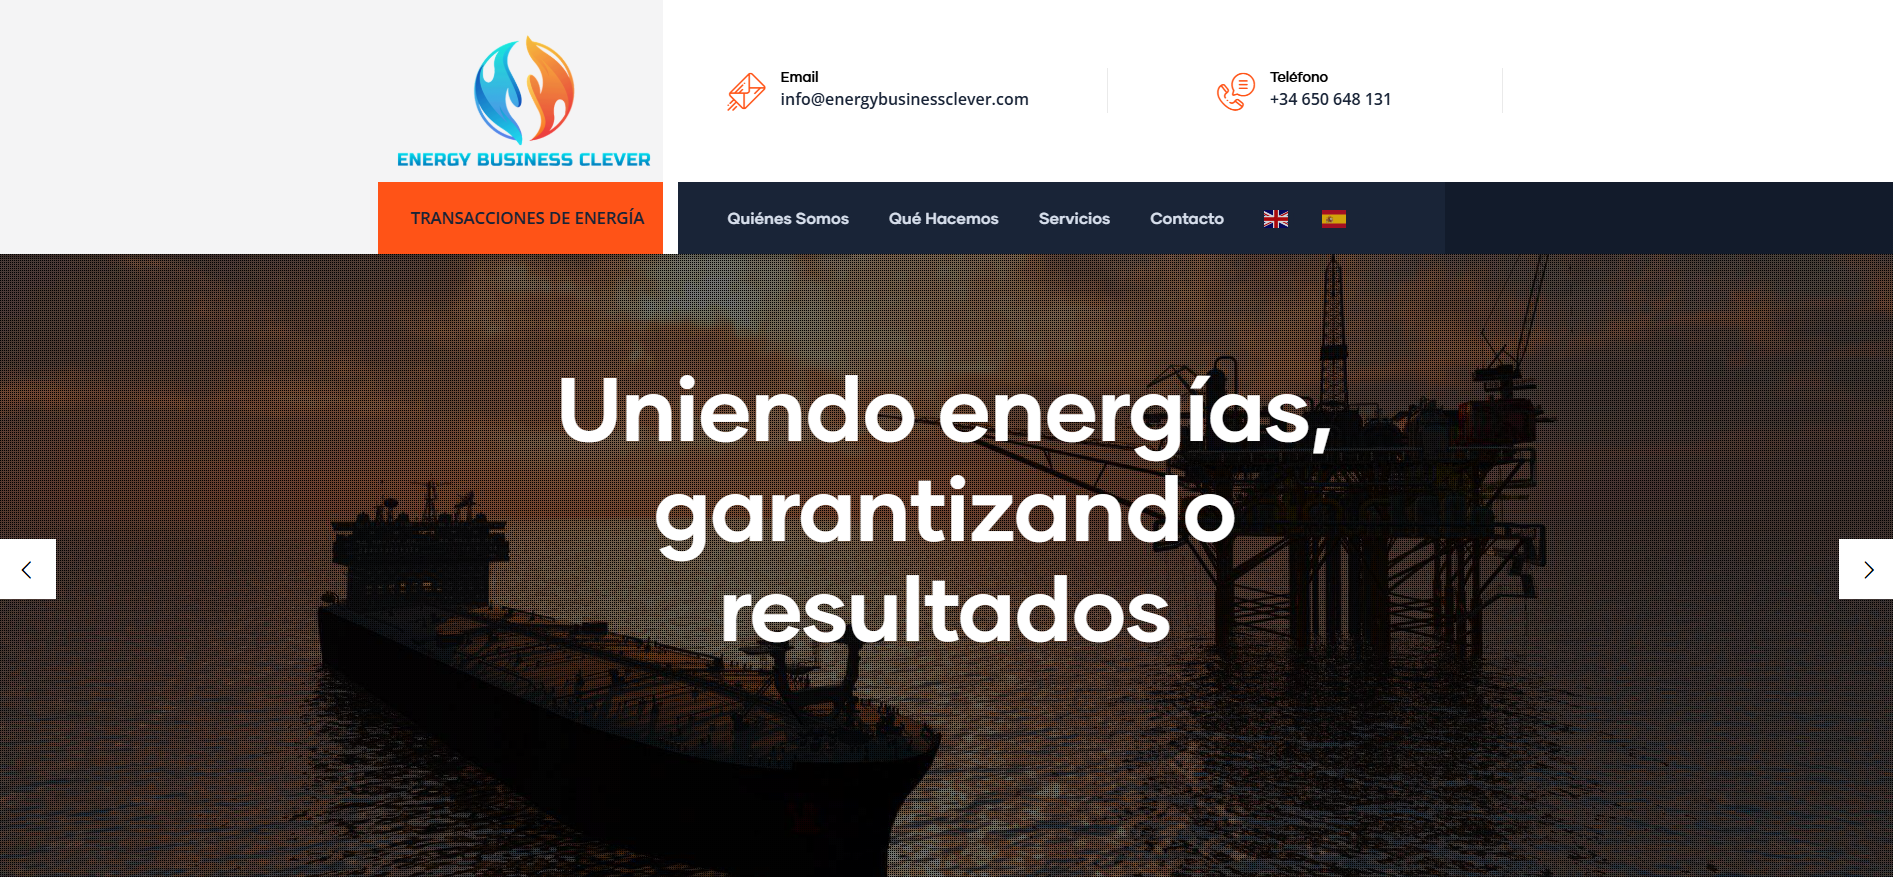 ENERGY BUSINESS CLEVER
Email
info@energybusinessclever.com
Teléfono
+34 650 648 131
TRANSACCIONES DE ENERGÍA
Quiénes Somos
Qué Hacemos
Servicios
Contacto
Uniendo energías,
garantizando
resultados